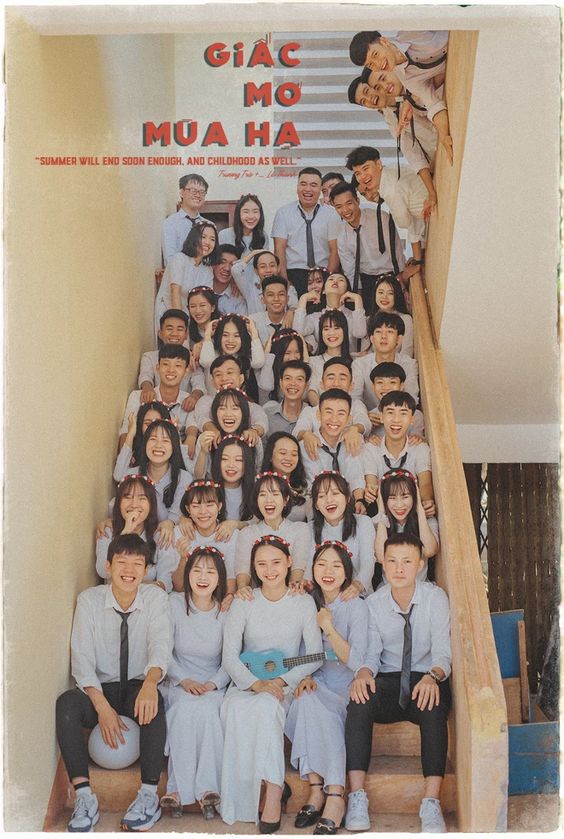 GiẤC
MƠ
MÙA HẠ
“SUMMER WILL END SOON ENOUGH, AND CHILDHOOD AS WELL.”